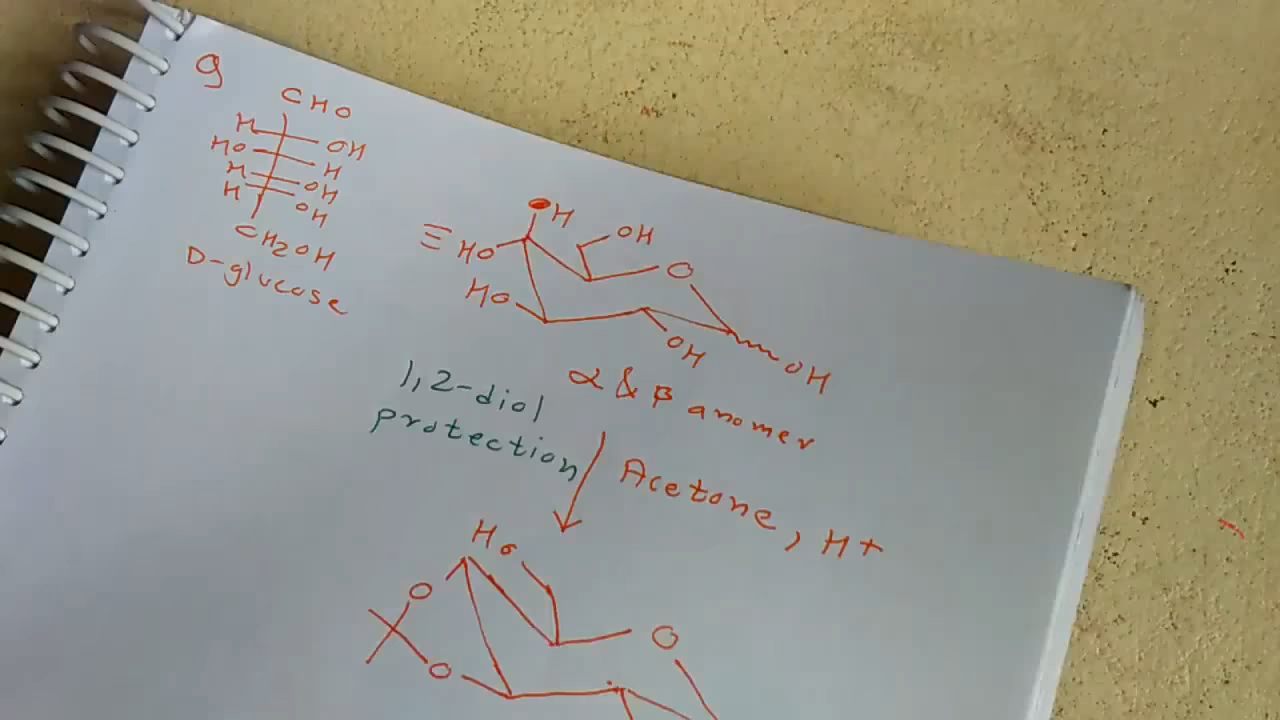 9
CHO
H OH
HO H
H OH
H OH
CH2OH
D-glucose
H
OH
≡ HO
O
HO
OH
OH
α & β anomer
1,2-diol
protection
Acetone, H+
HO
O
O
O